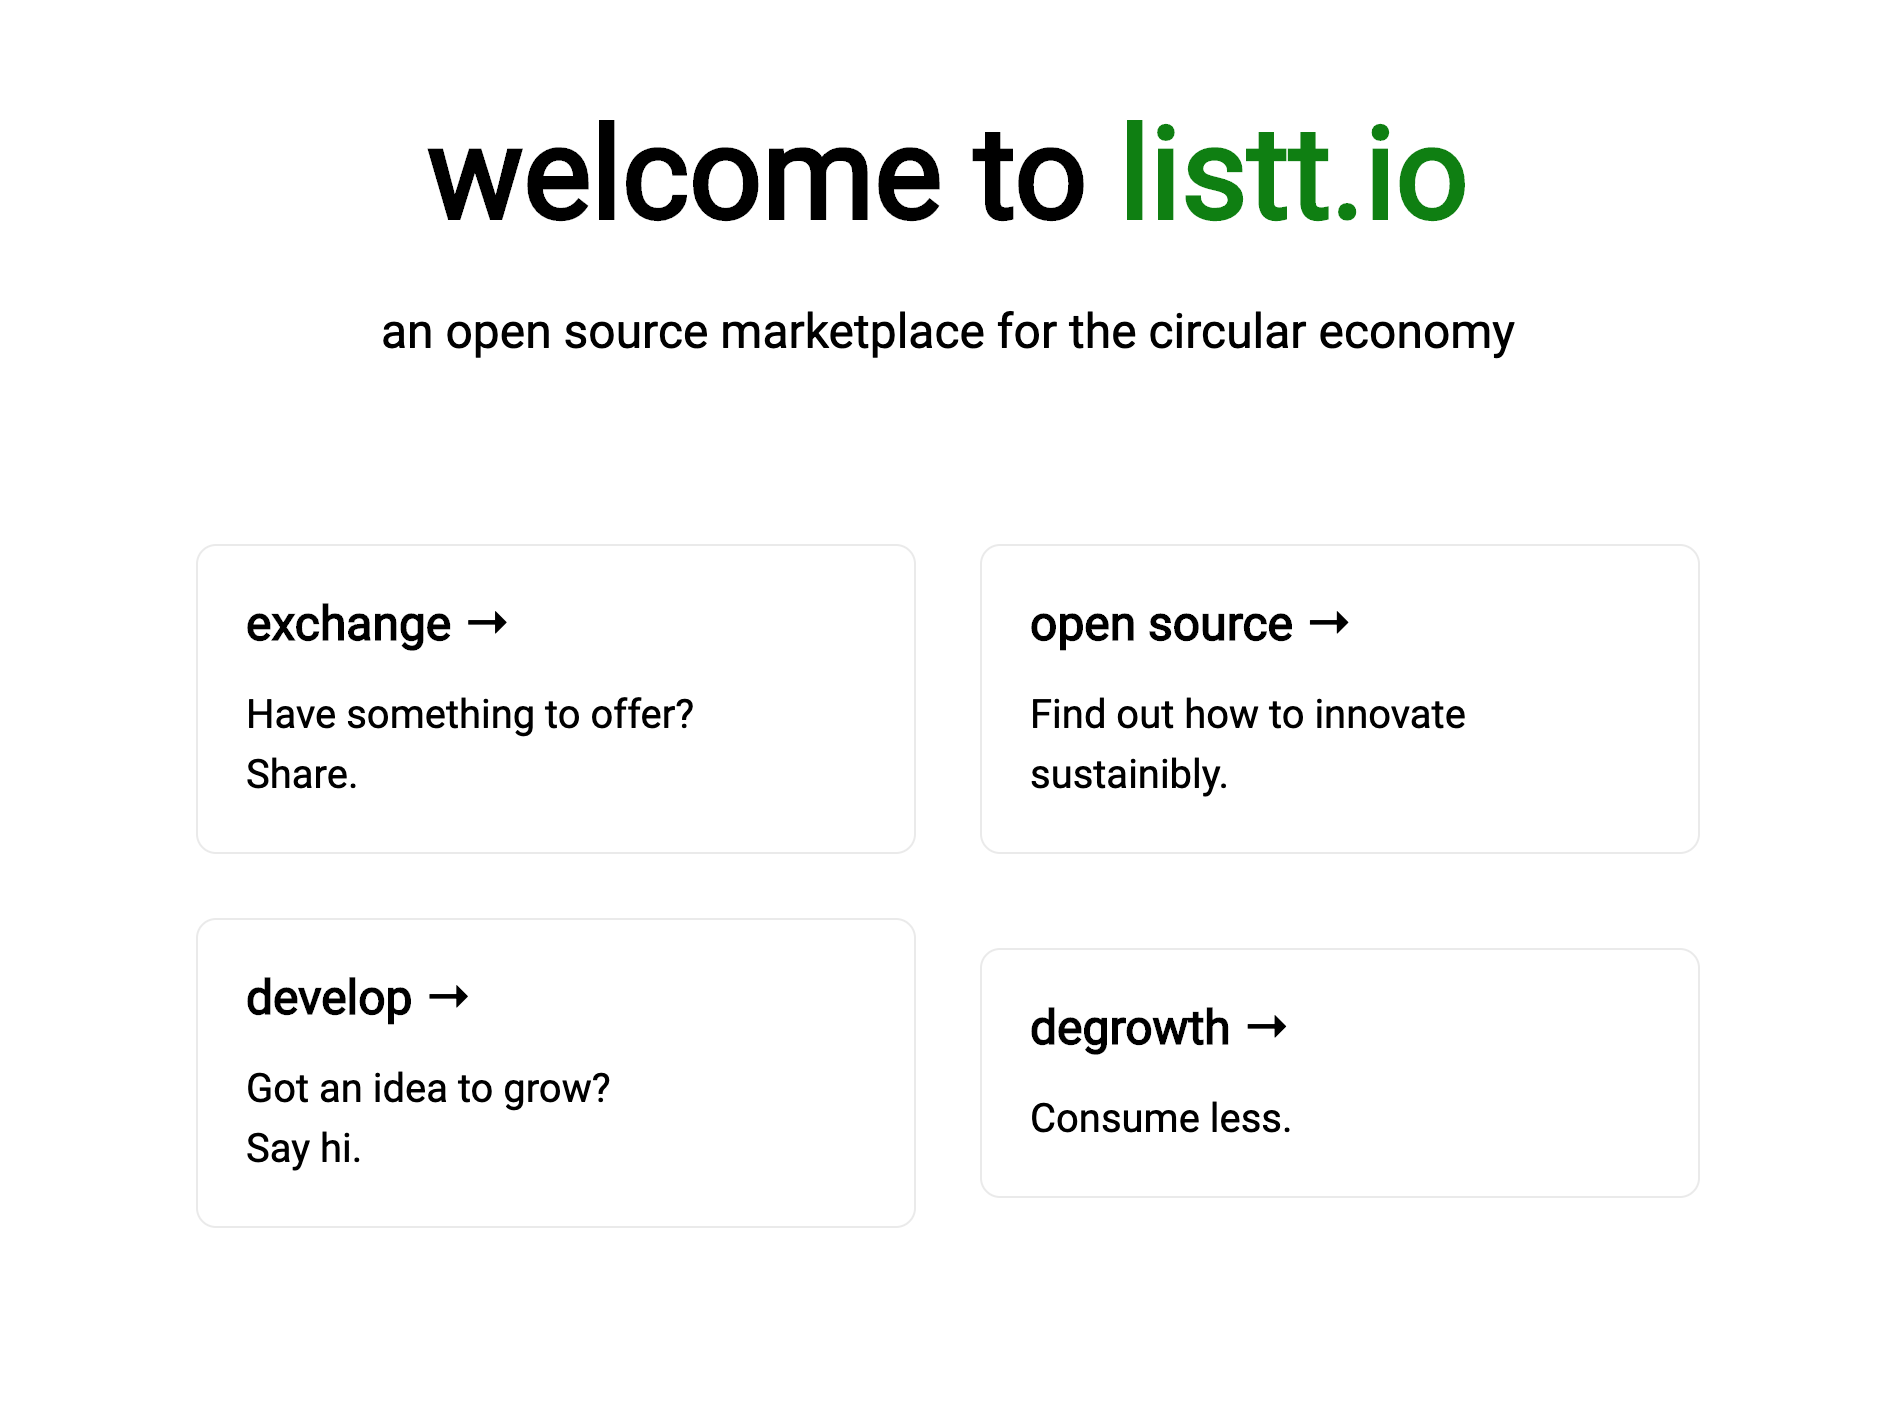 welcome to listt.io
an open source marketplace for the circular economy
exchange →
Have something to offer?
Share.
open source →
Find out how to innovate
sustainibly.
develop →
Got an idea to grow?
Say hi.
degrowth →
Consume less.